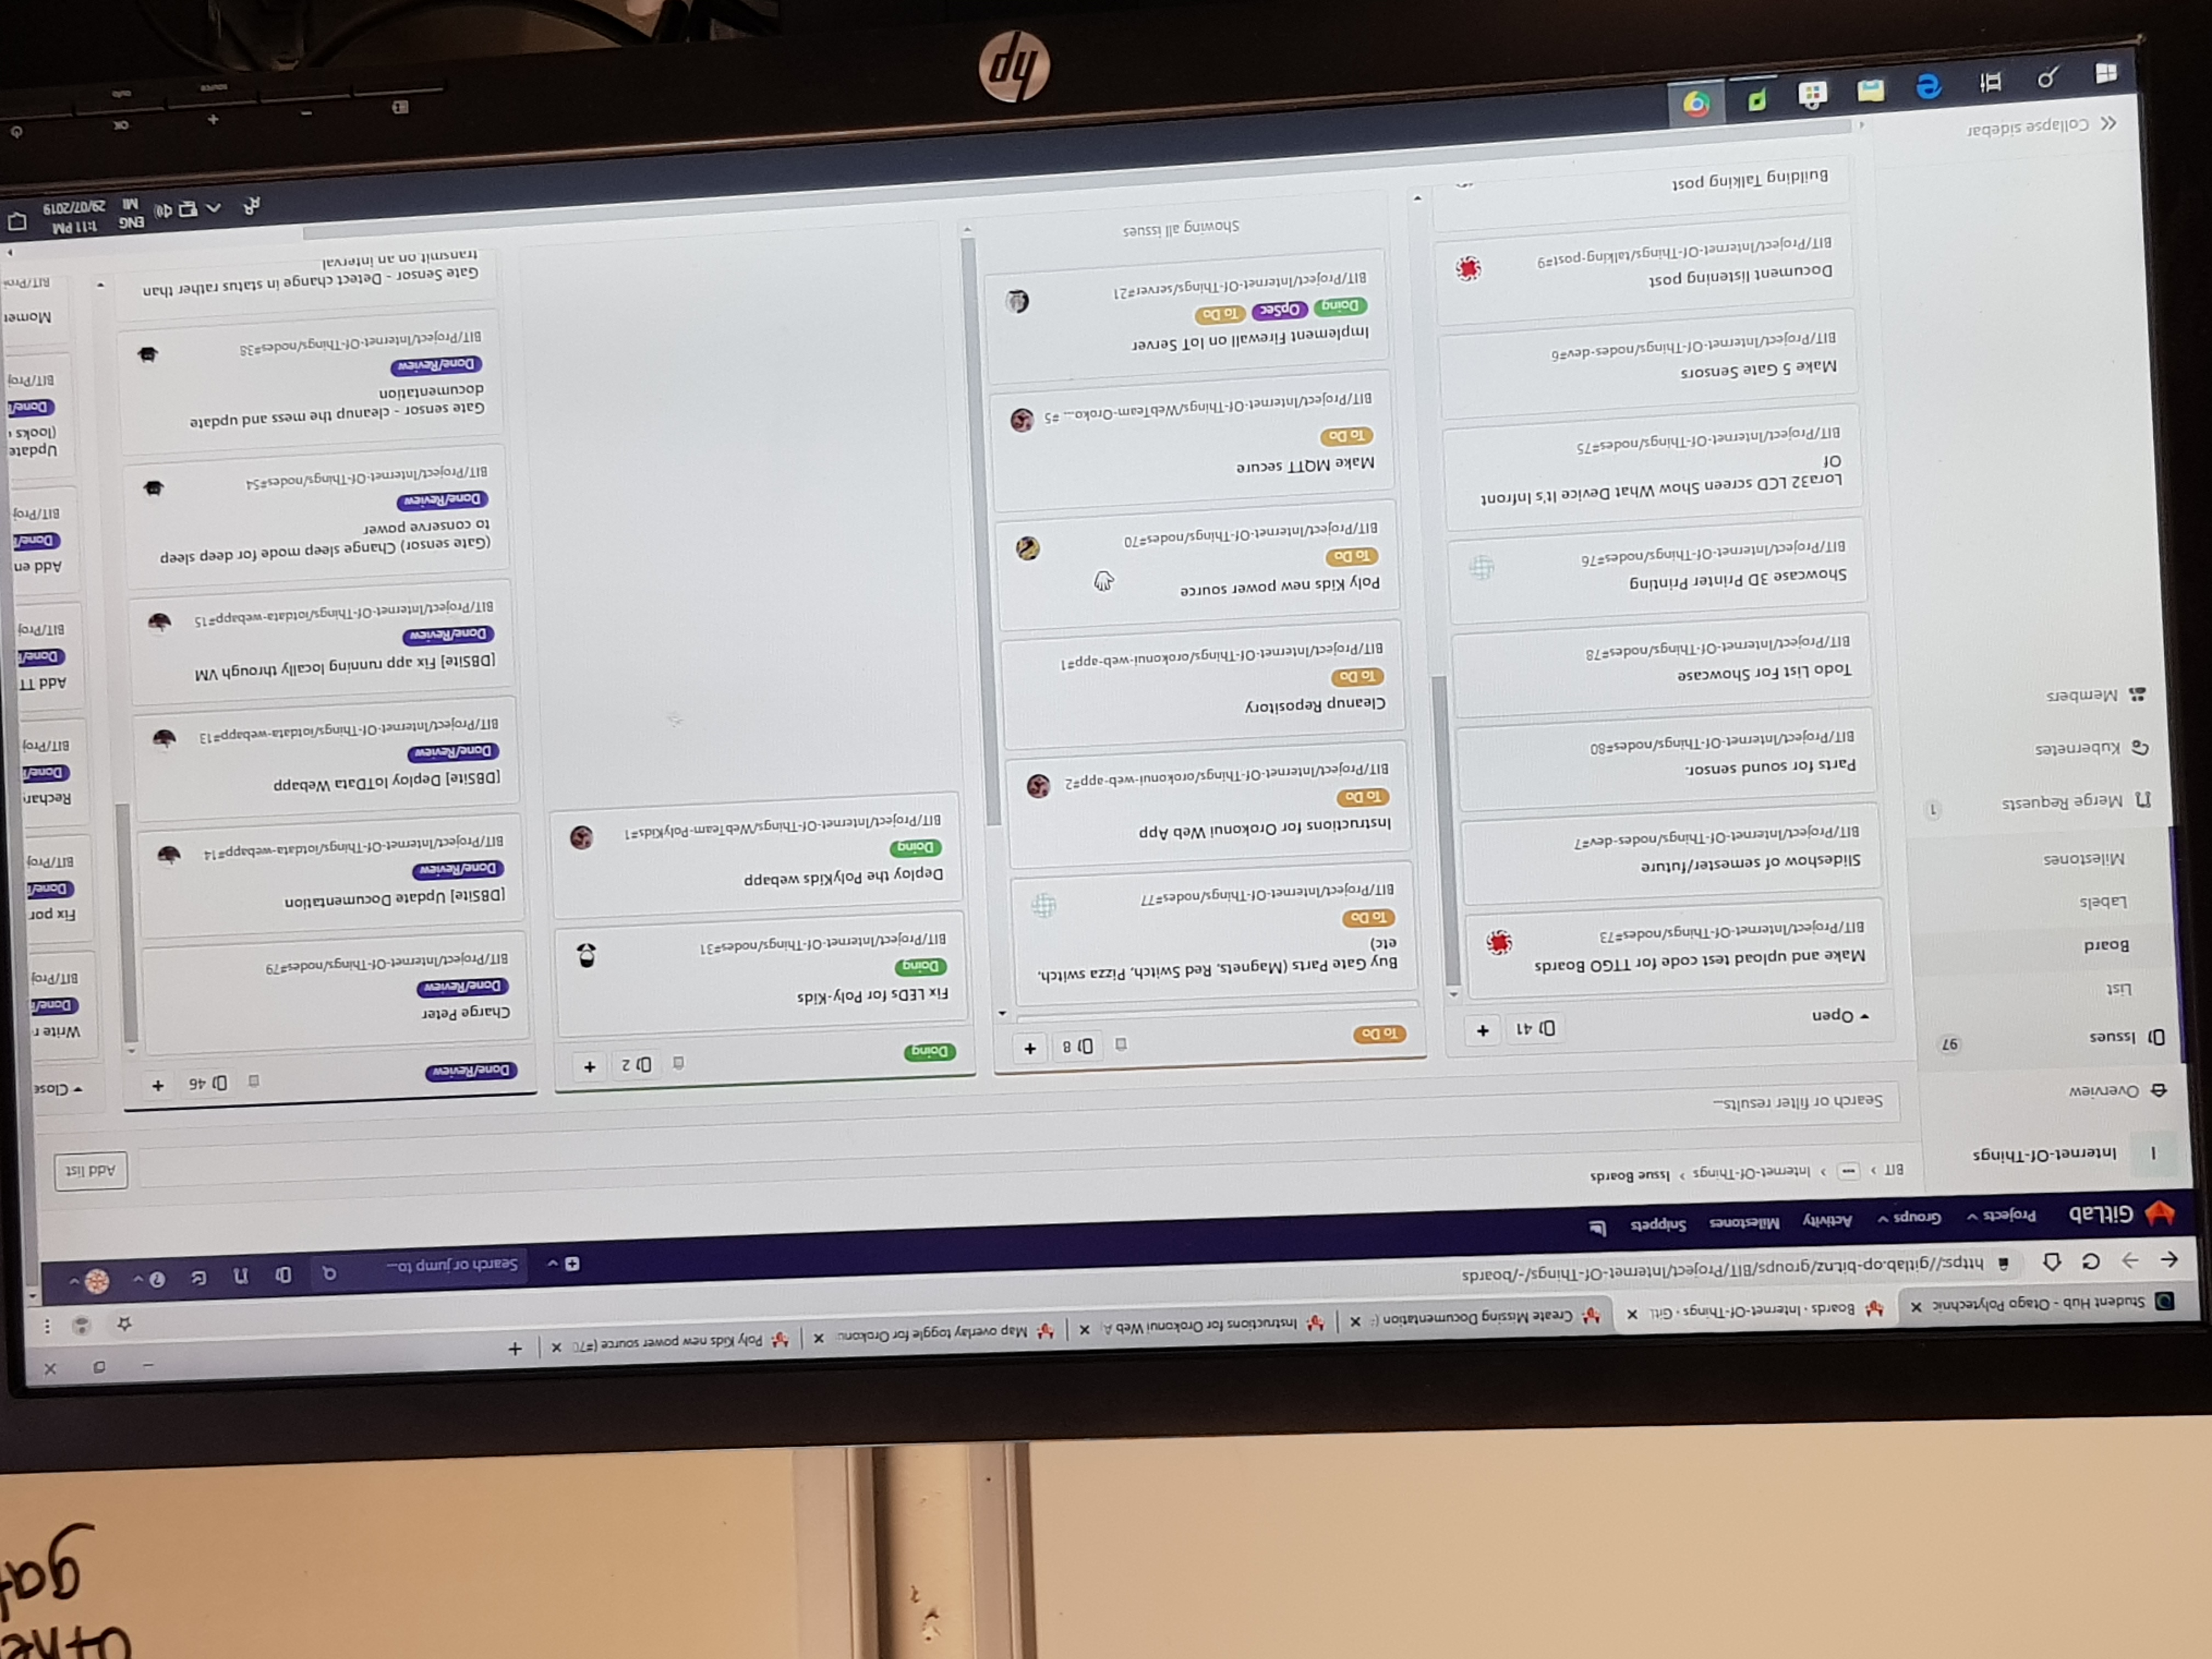 othe
gat
Student Hub - Otago Polytechnic
Boards · Internet-Of-Things · GitL
Create Missing Documentation (
Instructions for Orokonui Web A
Map overlay toggle for Orokonu
Poly Kids new power source (#70
https://gitlab.op-bit.nz/groups/BIT/Project/Internet-Of-Things/-/boards
GitLab
Projects
Groups
Activity
Milestones
Snippets
Search or jump to...
I
Internet-Of-Things
Overview
Issues 97
List
Board
Labels
Milestones
Merge Requests 1
Kubernetes
Members
Collapse sidebar
BIT > ... > Internet-Of-Things > Issue Boards
Add list
Search or filter results...
Open 41 +
Make and upload test code for TTGO Boards
BIT/Project/Internet-Of-Things/nodes#73
Slideshow of semester/future
BIT/Project/Internet-Of-Things/nodes-dev#7
Parts for sound sensor.
BIT/Project/Internet-Of-Things/nodes#80
Todo List For Showcase
BIT/Project/Internet-Of-Things/nodes#78
Showcase 3D Printer Printing
BIT/Project/Internet-Of-Things/nodes#76
Lora32 LCD screen Show What Device It's Infront
Of
BIT/Project/Internet-Of-Things/nodes#75
Make 5 Gate Sensors
BIT/Project/Internet-Of-Things/nodes-dev#6
Document listening post
BIT/Project/Internet-Of-Things/talking-post#9
Building Talking post
To Do 8 +
Buy Gate Parts (Magnets, Red Switch, Pizza switch,
etc)
To Do
BIT/Project/Internet-Of-Things/nodes#77
Instructions for Orokonui Web App
To Do
BIT/Project/Internet-Of-Things/orokonui-web-app#2
Cleanup Repository
To Do
BIT/Project/Internet-Of-Things/orokonui-web-app#1
Poly Kids new power source
To Do
BIT/Project/Internet-Of-Things/nodes#70
Make MQTT secure
To Do
BIT/Project/Internet-Of-Things/WebTeam-Oroko... #5
Implement Firewall on IoT Server
Doing OpSec To Do
BIT/Project/Internet-Of-Things/server#21
Showing all issues
Doing 2 +
Fix LEDs for Poly-Kids
Doing
BIT/Project/Internet-Of-Things/nodes#31
Deploy the PolyKids webapp
Doing
BIT/Project/Internet-Of-Things/WebTeam-PolyKids#1
Done/Review 46 +
Charge Peter
Done/Review
BIT/Project/Internet-Of-Things/nodes#79
[DBSite] Update Documentation
Done/Review
BIT/Project/Internet-Of-Things/iotdata-webapp#14
[DBSite] Deploy IoTData Webapp
Done/Review
BIT/Project/Internet-Of-Things/iotdata-webapp#13
[DBSite] Fix app running locally through VM
Done/Review
BIT/Project/Internet-Of-Things/iotdata-webapp#15
(Gate sensor) Change sleep mode for deep sleep
to conserve power
Done/Review
BIT/Project/Internet-Of-Things/nodes#54
Gate sensor - cleanup the mess and update
documentation
Done/Review
BIT/Project/Internet-Of-Things/nodes#38
Gate Sensor - Detect change in status rather than
transmit on an interval
Close
Write r
Done/
BIT/Proj
Fix por
Done/
BIT/Proj
Rechar
Done/
BIT/Proj
Add TT
Done/
BIT/Proj
Add en
Done/
BIT/Proj
Update
(looks
Done/
BIT/Proj
Momen
BIT/Proj
ENG
MI
1:11 PM
29/07/2019
hp
source
OK
auto